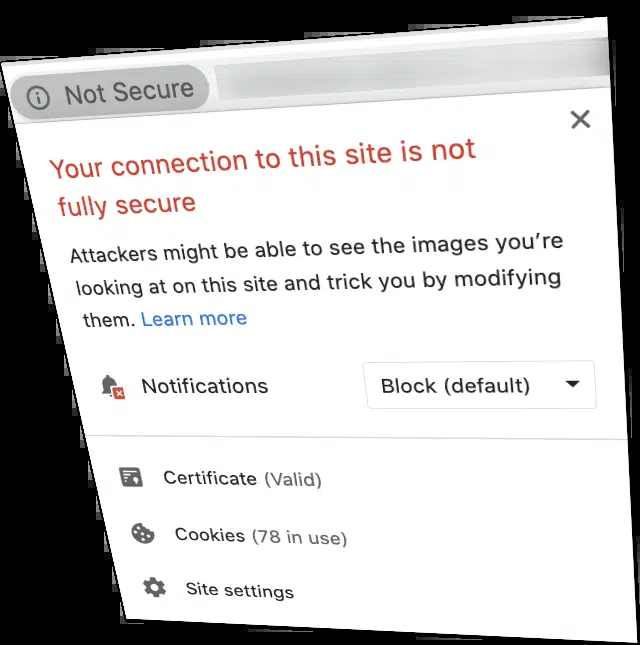 Not Secure
Your connection to this site is not
fully secure
Attackers might be able to see the images you’re
looking at on this site and trick you by modifying
them. Learn more
Notifications Block (default)
Certificate (Valid)
Cookies (78 in use)
Site settings